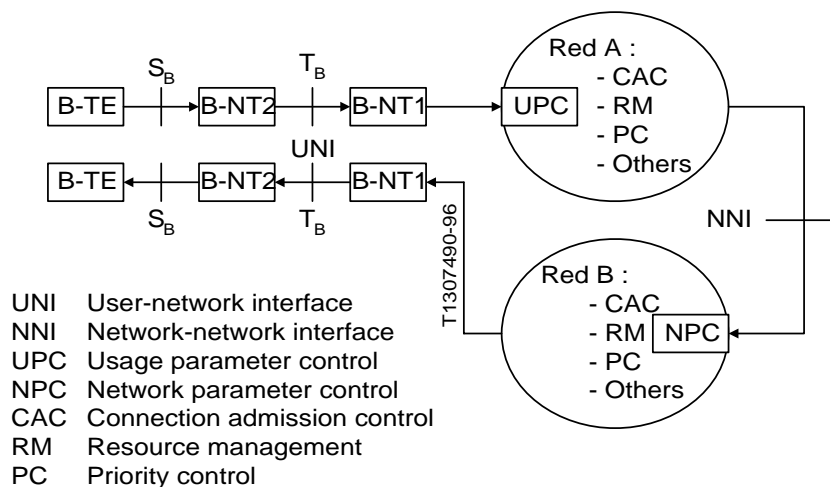 Red A :
- CAC
- RM
- PC
- Others
S_B
T_B
B-TE
B-NT2
B-NT1
UPC
UNI
B-TE
B-NT2
B-NT1
S_B
T_B
NNI
T1307490-96
Red B :
- CAC
- RM
- PC
- Others
NPC
UNI User-network interface
NNI Network-network interface
UPC Usage parameter control
NPC Network parameter control
CAC Connection admission control
RM Resource management
PC Priority control